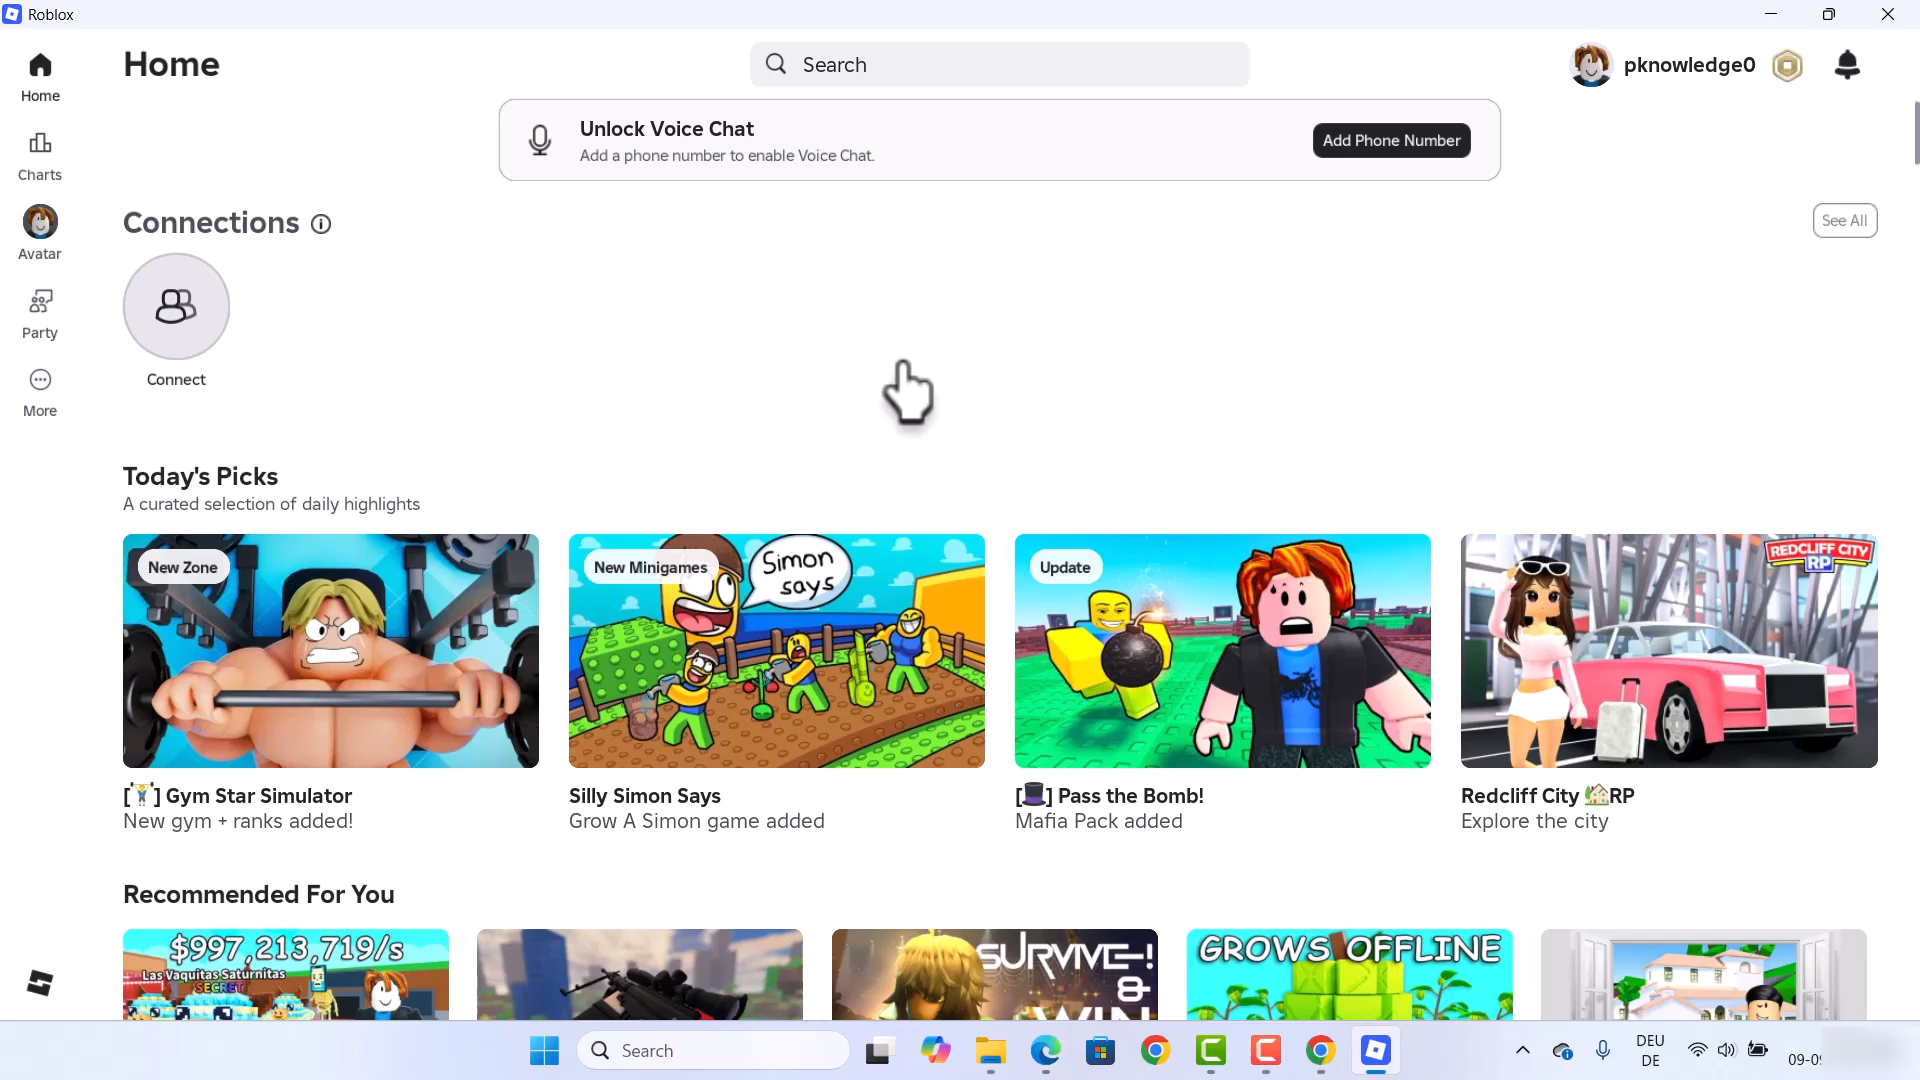 Roblox
Home
Search
pknowledge0
Home
Charts
Avatar
Party
More
Unlock Voice Chat
Add a phone number to enable Voice Chat.
Add Phone Number
Connections
See All
Connect
Today's Picks
A curated selection of daily highlights
New Zone
New Minigames
Simon
says
Update
REDCLIFF CITY
RP
[🏋️] Gym Star Simulator
New gym + ranks added!
Silly Simon Says
Grow A Simon game added
[🎩] Pass the Bomb!
Mafia Pack added
Redcliff City 🏡RP
Explore the city
Recommended For You
$997,213,719/s
Las Vaquitas Saturnitas
SECRET
SURVIVE-!
&
WIN
GROWS OFFLINE
Search
DEU
DE